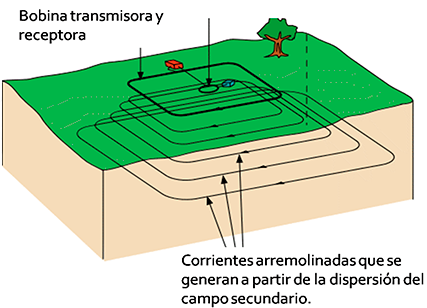 Bobina transmisora y
receptora
Corrientes arremolinadas que se
generan a partir de la dispersión del
campo secundario.